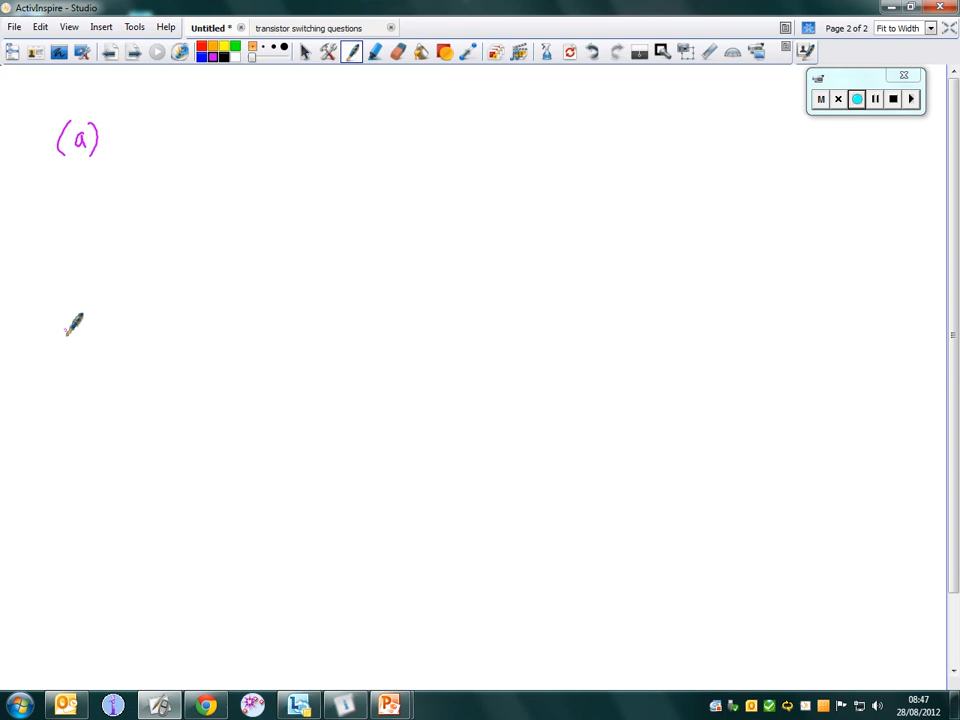 ActivInspire - Studio
File Edit View Insert Tools Help Untitled * transistor switching questions Page 2 of 2 Fit to Width
M
(a)
08:47
28/08/2012